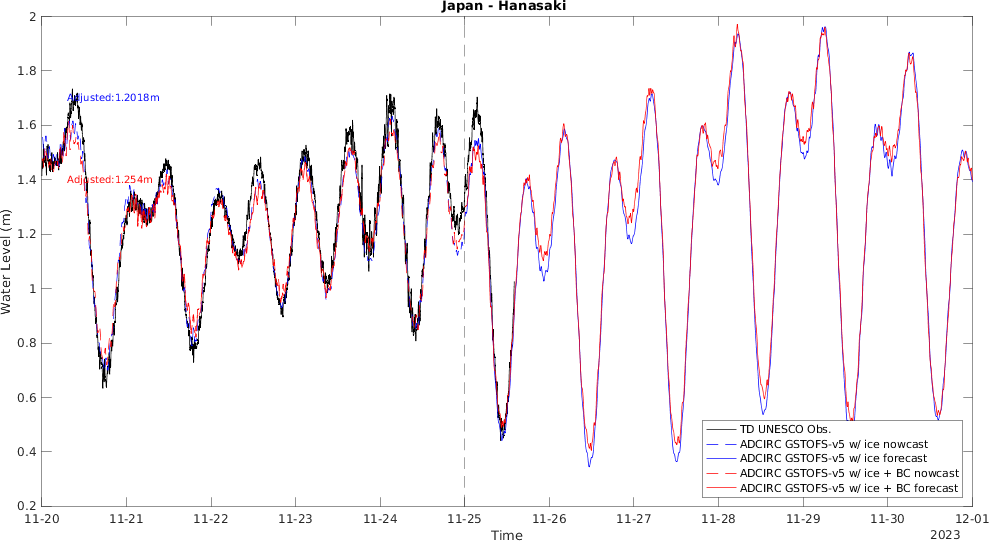 Japan - Hanasaki
Water Level (m)
2
1.8
1.6
1.4
1.2
1
0.8
0.6
0.4
0.2
Adjusted:1.2018m
Adjusted:1.254m
TD UNESCO Obs.
ADCIRC GSTOFS-v5 w/ ice nowcast
ADCIRC GSTOFS-v5 w/ ice forecast
ADCIRC GSTOFS-v5 w/ ice + BC nowcast
ADCIRC GSTOFS-v5 w/ ice + BC forecast
11-20 11-21 11-22 11-23 11-24 11-25 11-26 11-27 11-28 11-29 11-30 12-01
Time
2023